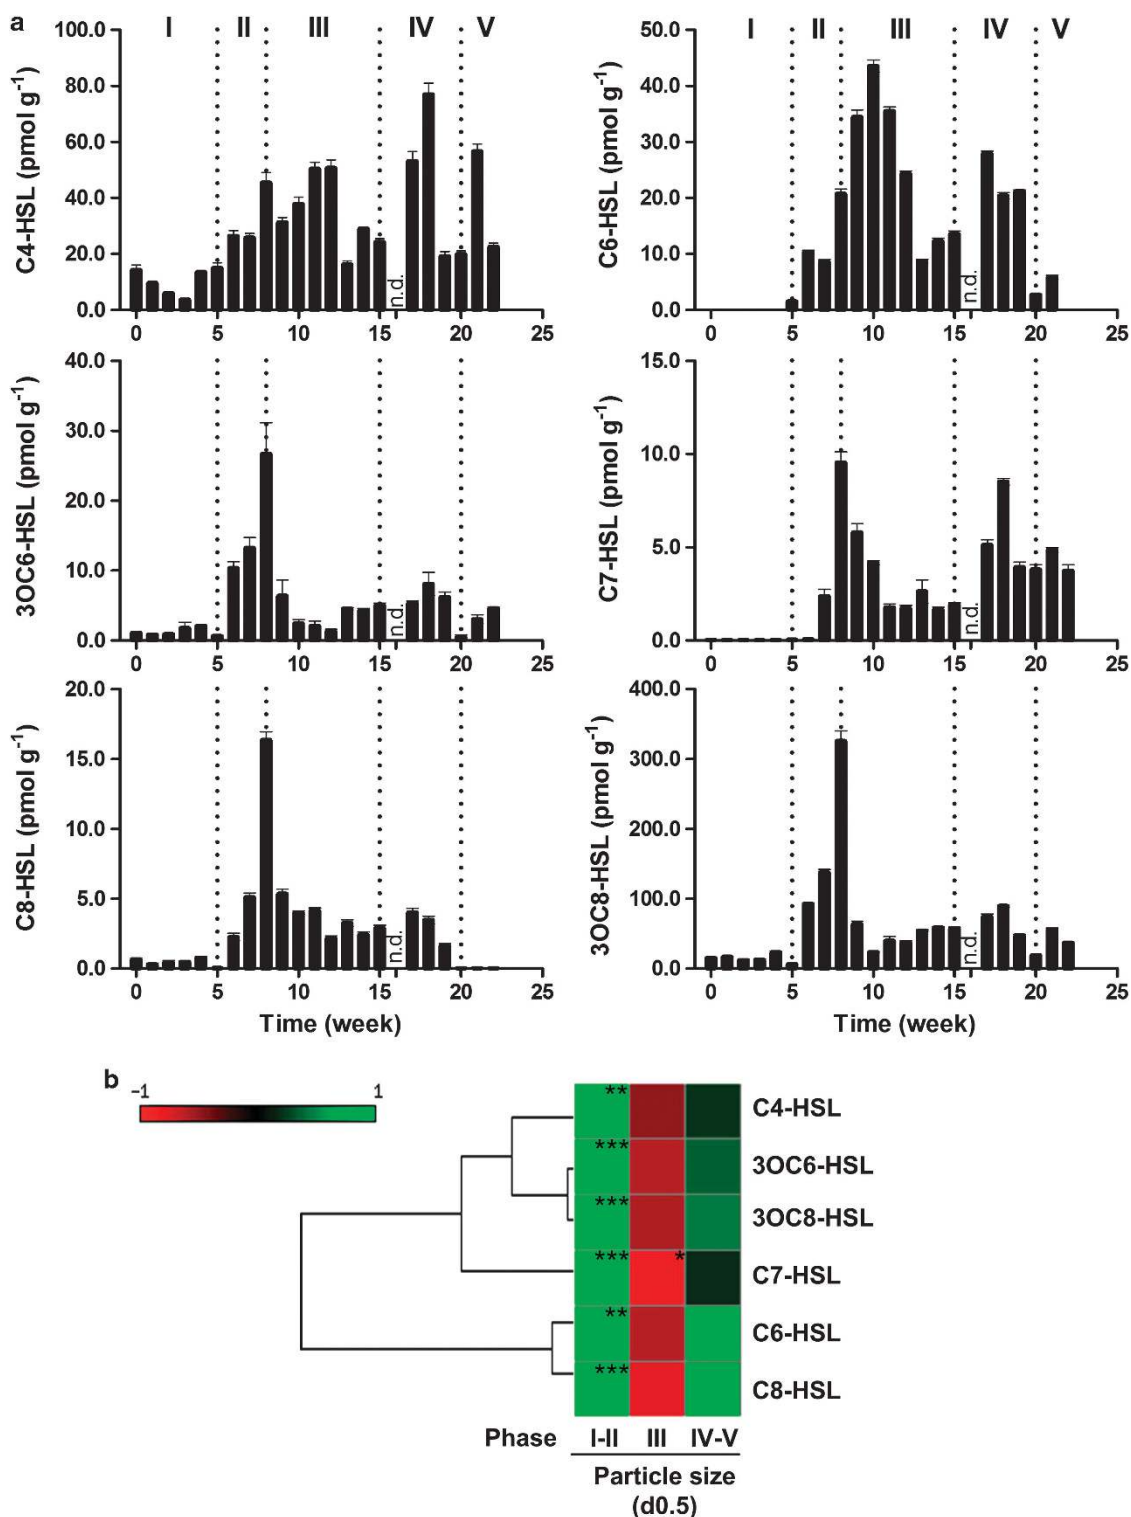 a
I II III IV V
C4-HSL (pmol g⁻¹)
100.0
80.0
60.0
40.0
20.0
0.0
n.d.
0 5 10 15 20 25
I II III IV V
C6-HSL (pmol g⁻¹)
50.0
40.0
30.0
20.0
10.0
0.0
n.d.
0 5 10 15 20 25
3OC6-HSL (pmol g⁻¹)
40.0
30.0
20.0
10.0
0.0
n.d.
0 5 10 15 20 25
C7-HSL (pmol g⁻¹)
15.0
10.0
5.0
0.0
n.d.
0 5 10 15 20 25
C8-HSL (pmol g⁻¹)
20.0
15.0
10.0
5.0
0.0
n.d.
0 5 10 15 20 25
Time (week)
3OC8-HSL (pmol g⁻¹)
400.0
300.0
200.0
100.0
0.0
n.d.
0 5 10 15 20 25
Time (week)
b
–1 1
** C4-HSL
*** 3OC6-HSL
*** 3OC8-HSL
*** * C7-HSL
** C6-HSL
*** C8-HSL
Phase I-II III IV-V
Particle size
(d0.5)